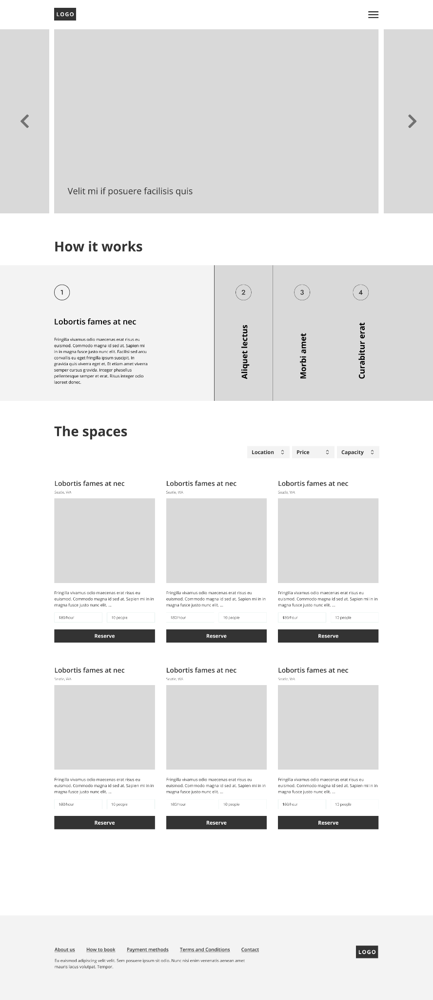 LOGO
Velit mi if posuere facilisis quis
How it works
1
Lobortis fames at nec
Fringilla vivamus odio maecenas erat risus eu
euismod. Commodo magna id sed at. Sapien mi
in in magna fusce justo nunc elit. Facilisi sed arcu
convallis eu eget fringilla ipsum suscipit. In
gravida quis viverra eget et. Et etiam amet viverra
semper cursus gravida. Integer phasellus
pellentesque semper et erat. Risus integer odio
laoreet donec.
2
Aliquet lectus
3
Morbi amet
4
Curabitur erat
The spaces
Location
Price
Capacity
Lobortis fames at nec
Seatle, WA
Fringilla vivamus odio maecenas erat risus eu
euismod. Commodo magna id sed at. Sapien mi in in
magna fusce justo nunc elit. ...
$80/hour
10 people
Reserve
Lobortis fames at nec
Seatle, WA
Fringilla vivamus odio maecenas erat risus eu
euismod. Commodo magna id sed at. Sapien mi in in
magna fusce justo nunc elit. ...
$80/hour
10 people
Reserve
Lobortis fames at nec
Seatle, WA
Fringilla vivamus odio maecenas erat risus eu
euismod. Commodo magna id sed at. Sapien mi in in
magna fusce justo nunc elit. ...
$80/hour
10 people
Reserve
Lobortis fames at nec
Seatle, WA
Fringilla vivamus odio maecenas erat risus eu
euismod. Commodo magna id sed at. Sapien mi in in
magna fusce justo nunc elit. ...
$80/hour
10 people
Reserve
Lobortis fames at nec
Seatle, WA
Fringilla vivamus odio maecenas erat risus eu
euismod. Commodo magna id sed at. Sapien mi in in
magna fusce justo nunc elit. ...
$80/hour
10 people
Reserve
Lobortis fames at nec
Seatle, WA
Fringilla vivamus odio maecenas erat risus eu
euismod. Commodo magna id sed at. Sapien mi in in
magna fusce justo nunc elit. ...
$80/hour
10 people
Reserve
About us
How to book
Payment methods
Terms and Conditions
Contact
Eu euismod adipiscing velit velit. Sem posuere ipsum sit odio. Nunc nisi enim venenatis aenean amet
mauris lacus volutpat. Tempor.
LOGO